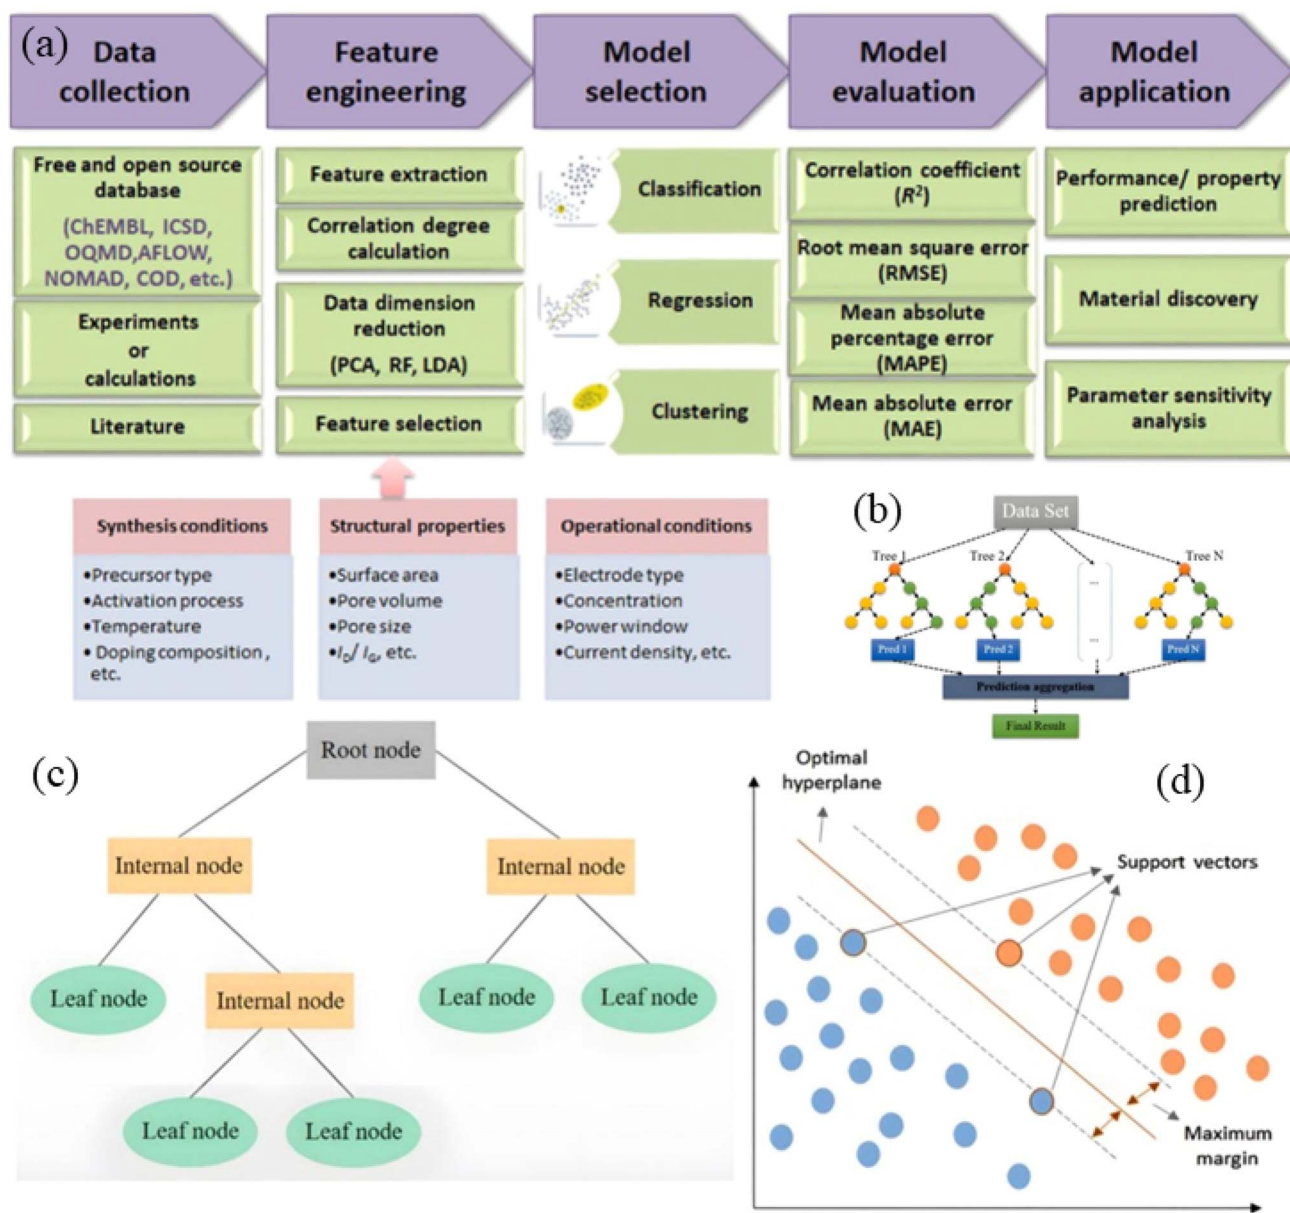 (a)
Data
collection
Feature
engineering
Model
selection
Model
evaluation
Model
application
Free and open source
database
(ChEMBL, ICSD,
OQMD,AFLOW,
NOMAD, COD, etc.)
Experiments
or
calculations
Literature
Feature extraction
Correlation degree
calculation
Data dimension
reduction
(PCA, RF, LDA)
Feature selection
Classification
Regression
Clustering
Correlation coefficient
(R²)
Root mean square error
(RMSE)
Mean absolute
percentage error
(MAPE)
Mean absolute error
(MAE)
Performance/ property
prediction
Material discovery
Parameter sensitivity
analysis
Synthesis conditions
•Precursor type
•Activation process
•Temperature
• Doping composition ,
etc.
Structural properties
•Surface area
•Pore volume
•Pore size
•I_D/ I_G, etc.
Operational conditions
•Electrode type
•Concentration
•Power window
•Current density, etc.
(b)
Data Set
Tree 1
Tree 2
Tree N
...
...
Pred 1
Pred 2
Pred N
Prediction aggregation
Final Result
(c)
Root node
Internal node
Internal node
Leaf node
Internal node
Leaf node
Leaf node
Leaf node
Leaf node
(d)
Optimal
hyperplane
Support vectors
Maximum
margin